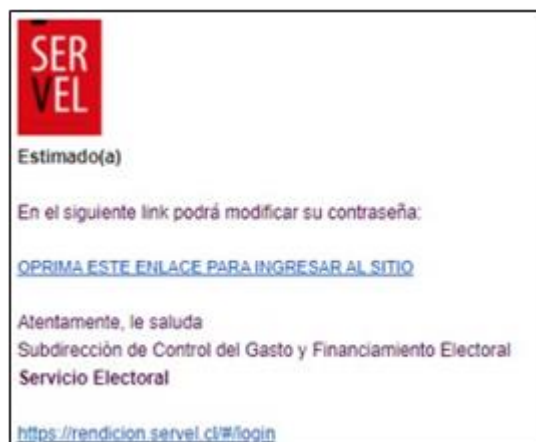 SER
VEL
Estimado(a)
En el siguiente link podrá modificar su contraseña:
OPRIMA ESTE ENLACE PARA INGRESAR AL SITIO
Atentamente, le saluda
Subdirección de Control del Gasto y Financiamiento Electoral
Servicio Electoral
https://rendicion.servel.cl/#/login